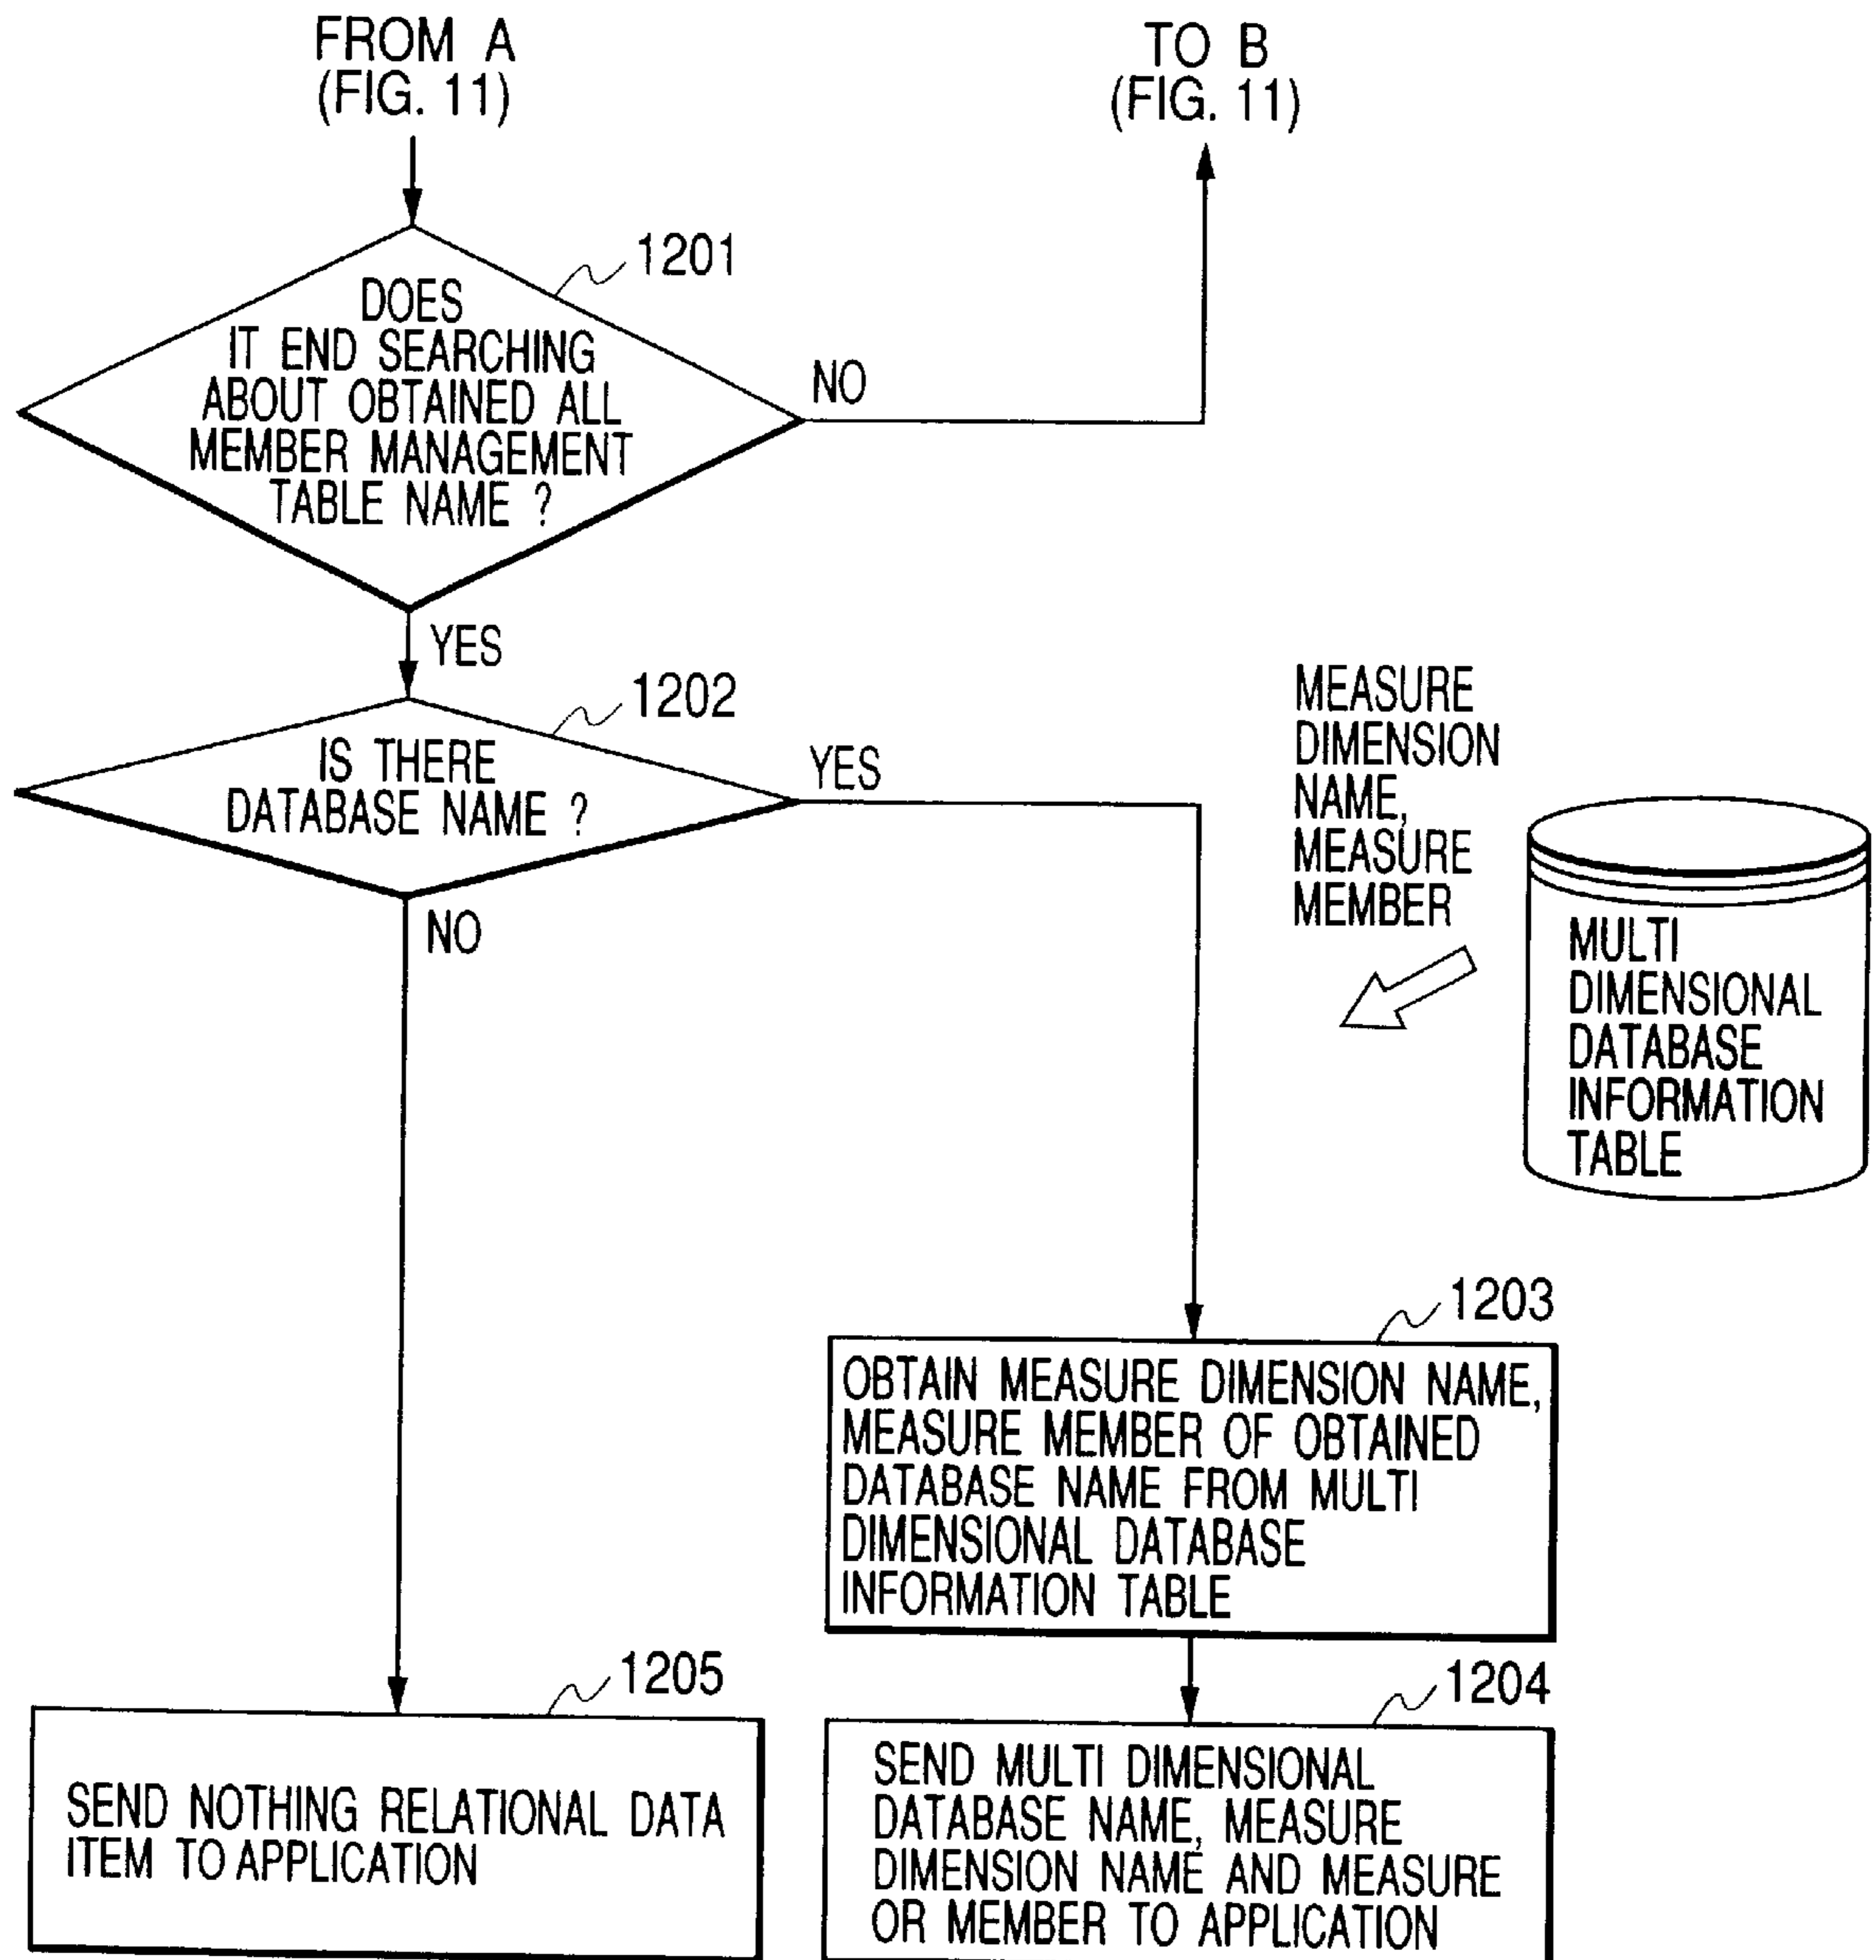 FROM A
(FIG. 11)
TO B
(FIG. 11)
1201
DOES
IT END SEARCHING
ABOUT OBTAINED ALL
MEMBER MANAGEMENT
TABLE NAME ?
NO
YES
1202
IS THERE
DATABASE NAME ?
YES
NO
MEASURE
DIMENSION
NAME,
MEASURE
MEMBER
MULTI
DIMENSIONAL
DATABASE
INFORMATION
TABLE
1203
OBTAIN MEASURE DIMENSION NAME,
MEASURE MEMBER OF OBTAINED
DATABASE NAME FROM MULTI
DIMENSIONAL DATABASE
INFORMATION TABLE
1205
SEND NOTHING RELATIONAL DATA
ITEM TO APPLICATION
1204
SEND MULTI DIMENSIONAL
DATABASE NAME, MEASURE
DIMENSION NAME AND MEASURE
OR MEMBER TO APPLICATION